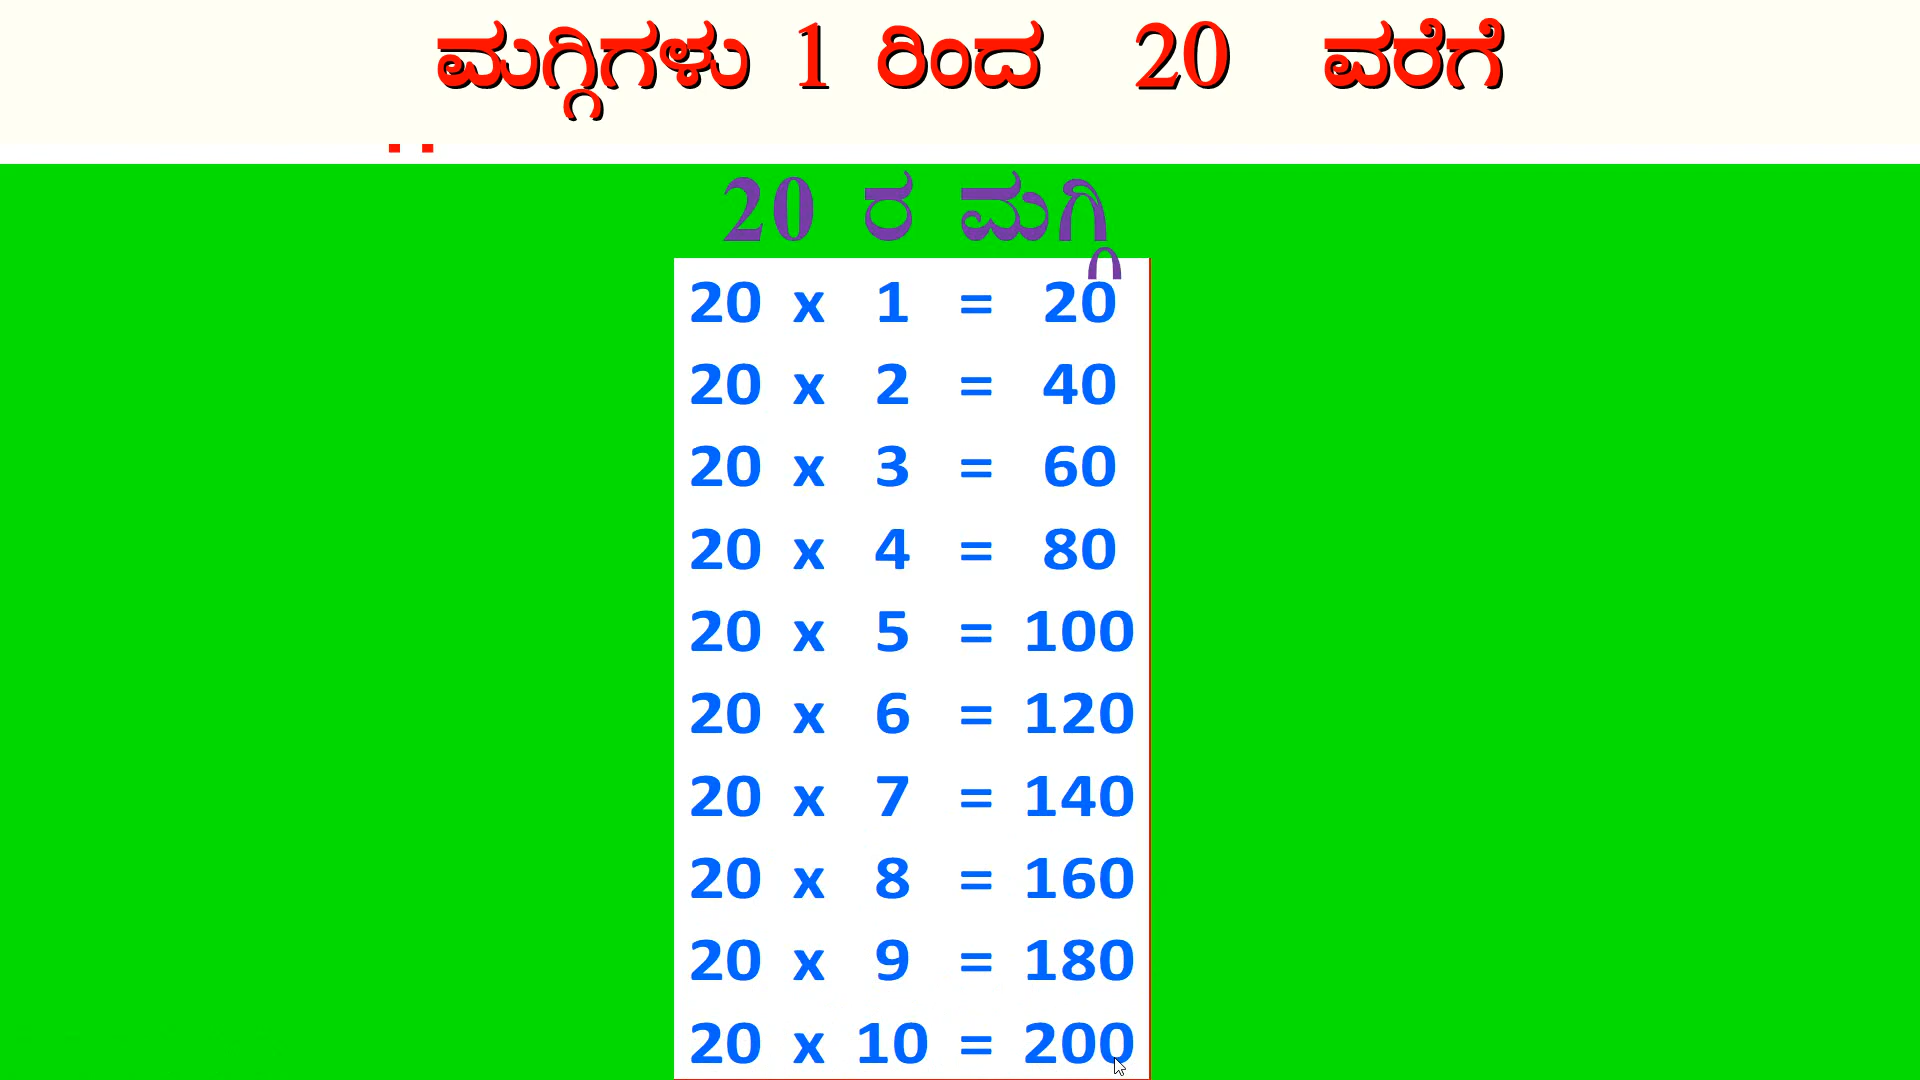 ಮಗ್ಗಿಗಳು 1 ರಿಂದ 20 ವರೆಗೆ
20 ರ ಮಗ್ಗಿ
20 x 1 = 20
20 x 2 = 40
20 x 3 = 60
20 x 4 = 80
20 x 5 = 100
20 x 6 = 120
20 x 7 = 140
20 x 8 = 160
20 x 9 = 180
20 x 10 = 200